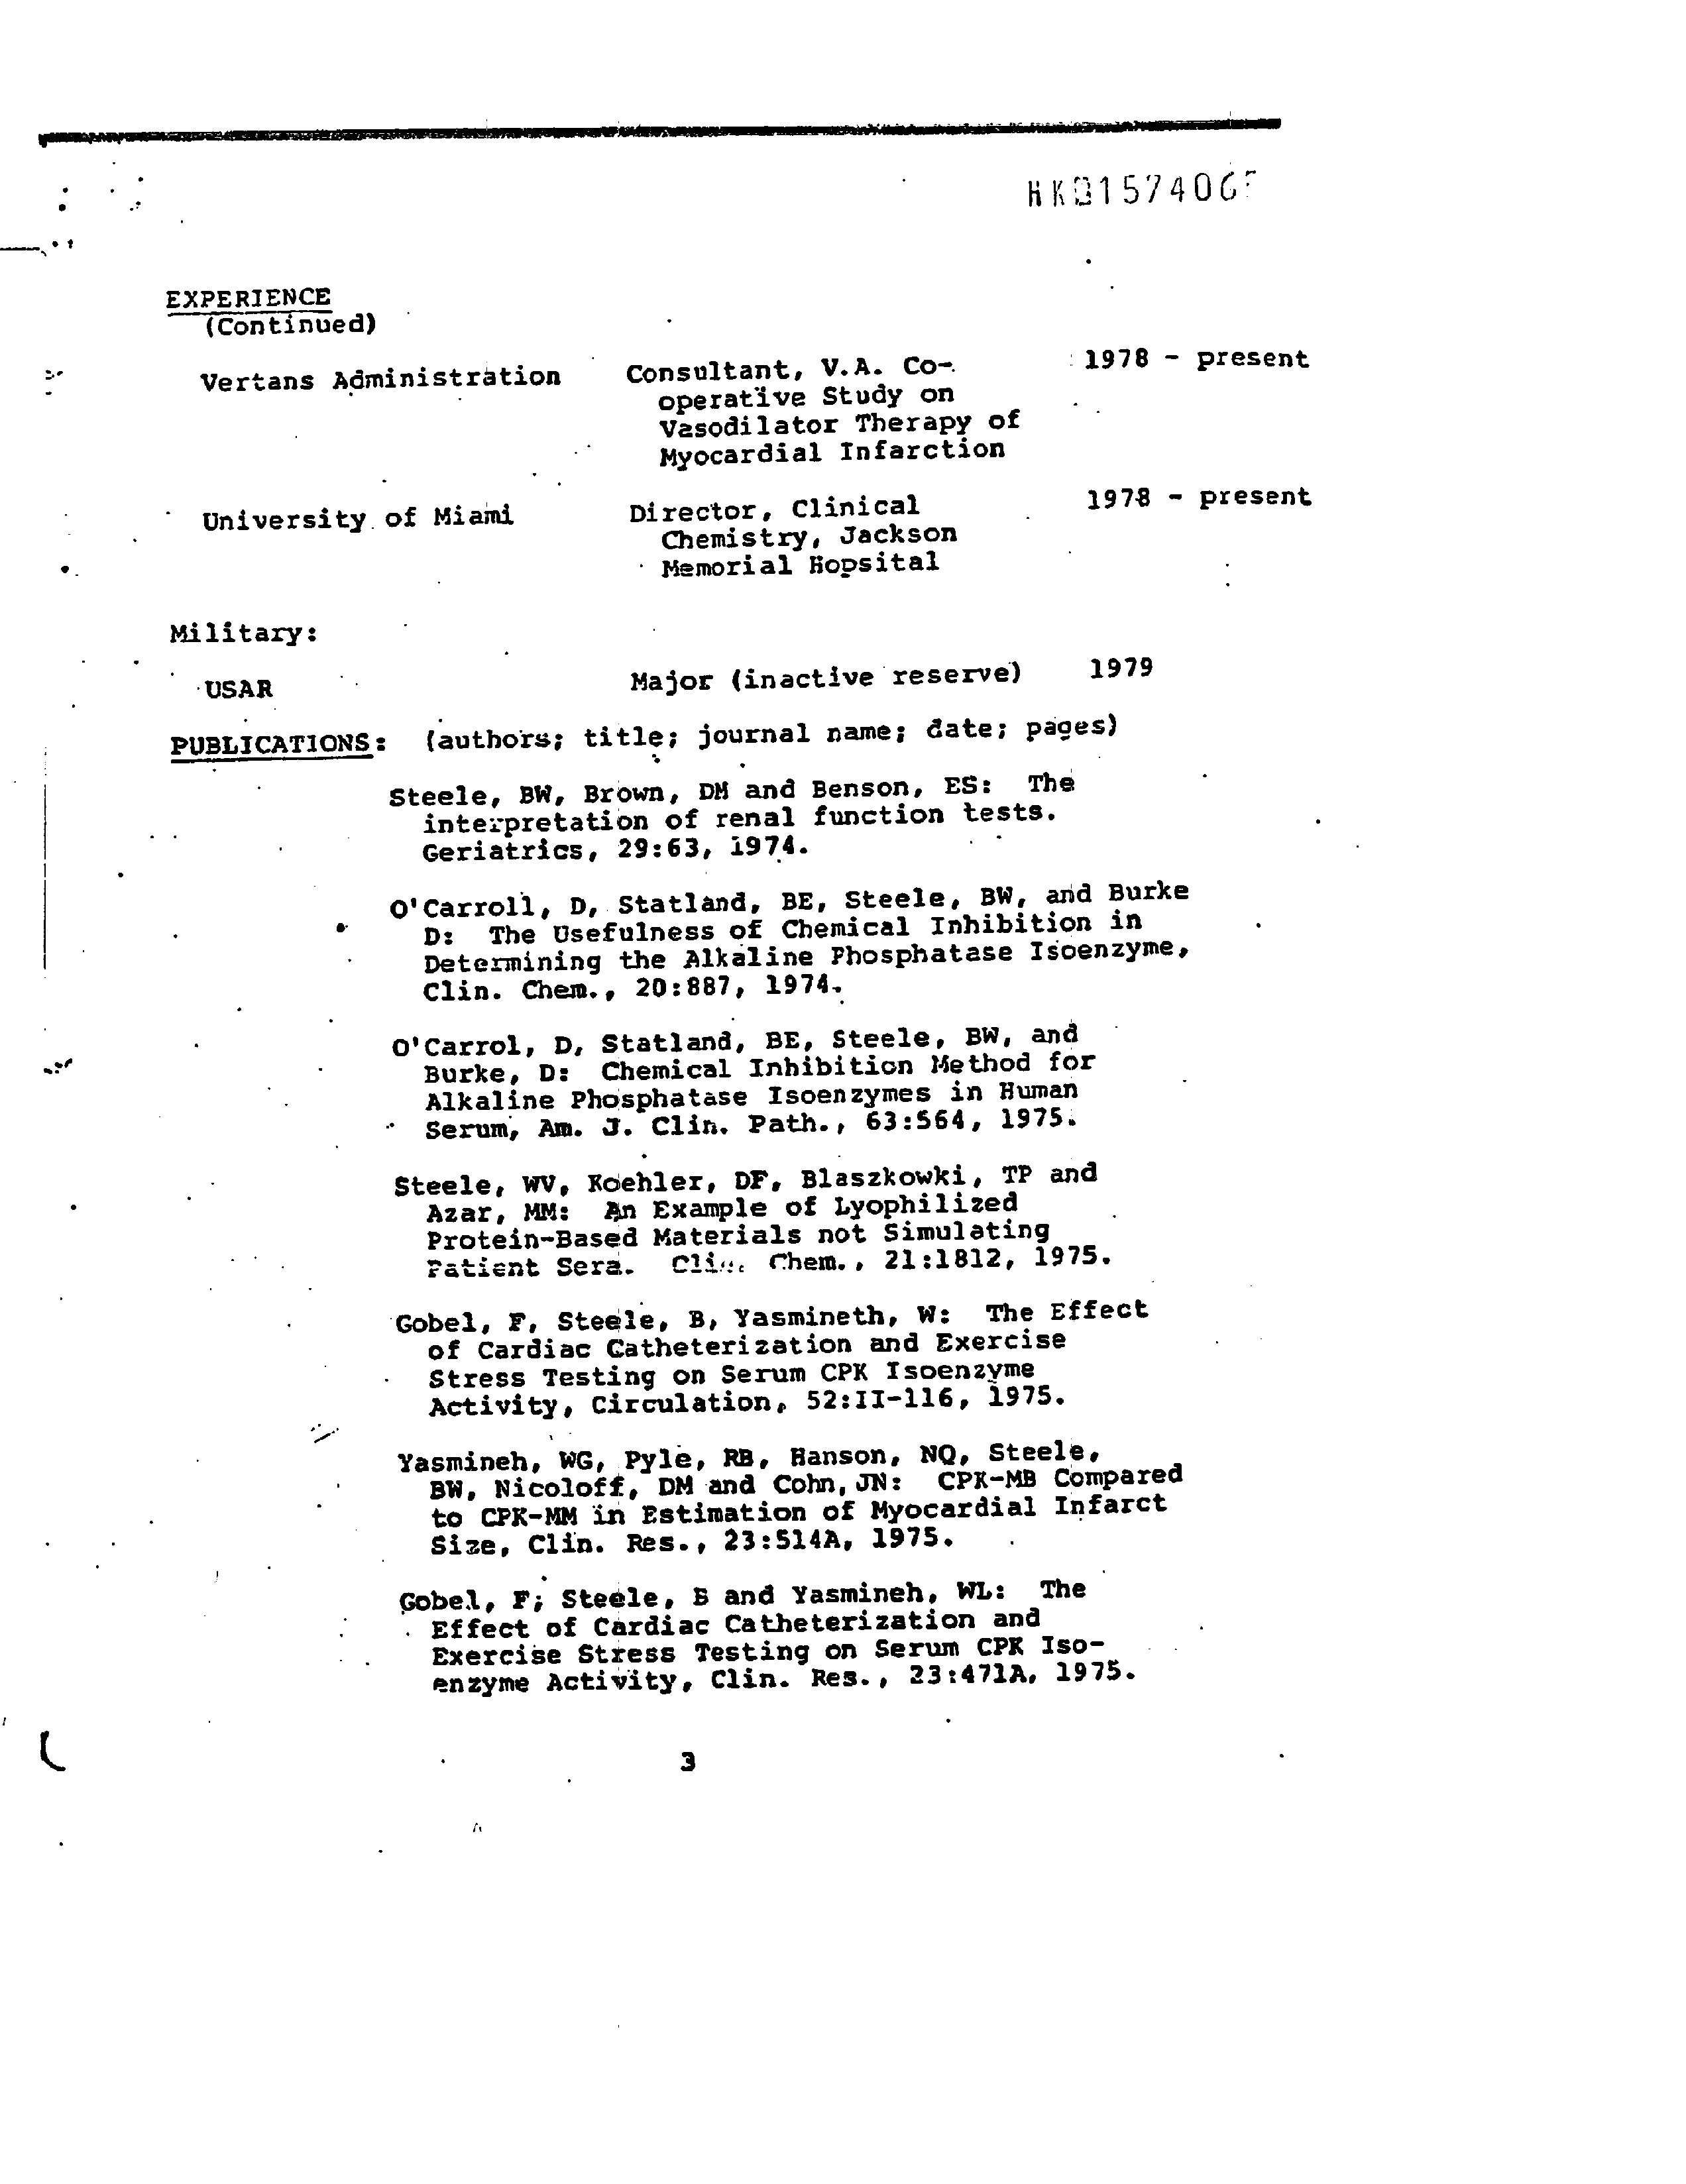 EXPERIENCE
(Continued)
Vertans Administration Consultant, V.A. Co- 1978 - present
operative Study on
Vasodilator Therapy of
Myocardial Infarction
University of Miami Director, Clinical 1978 - present
Chemistry, Jackson
Memorial Hopsital
Military:
USAR Major (inactive reserve) 1979
PUBLICATIONS: (authors; title; journal name; date; pages)
Steele, BW, Brown, DM and Benson, ES: The
interpretation of renal function tests.
Geriatrics, 29:63, 1974.
O'Carroll, D, Statland, BE, Steele, BW, and Burke
D: The Usefulness of Chemical Inhibition in
Determining the Alkaline Phosphatase Isoenzyme,
Clin. Chem., 20:887, 1974.
O'Carrol, D, Statland, BE, Steele, BW, and
Burke, D: Chemical Inhibition Method for
Alkaline Phosphatase Isoenzymes in Human
Serum, Am. J. Clin. Path., 63:564, 1975.
Steele, WV, Koehler, DF, Blaszkowki, TP and
Azar, MM: An Example of Lyophilized
Protein-Based Materials not Simulating
Patient Sera. Chem., 21:1812, 1975.
Gobel, F, Steele, B, Yasmineth, W: The Effect
of Cardiac Catheterization and Exercise
Stress Testing on Serum CPK Isoenzyme
Activity, Circulation, 52:II-116, 1975.
Yasmineh, WG, Pyle, RB, Hanson, NQ, Steele,
BW, Nicoloff, DM and Cohn, JN: CPK-MB Compared
to CPK-MM in Estimation of Myocardial Infarct
Size, Clin. Res., 23:514A, 1975.
Gobel, F; Steele, B and Yasmineh, WL: The
Effect of Cardiac Catheterization and
Exercise Stress Testing on Serum CPK Iso-
enzyme Activity, Clin. Res., 23:471A, 1975.
3